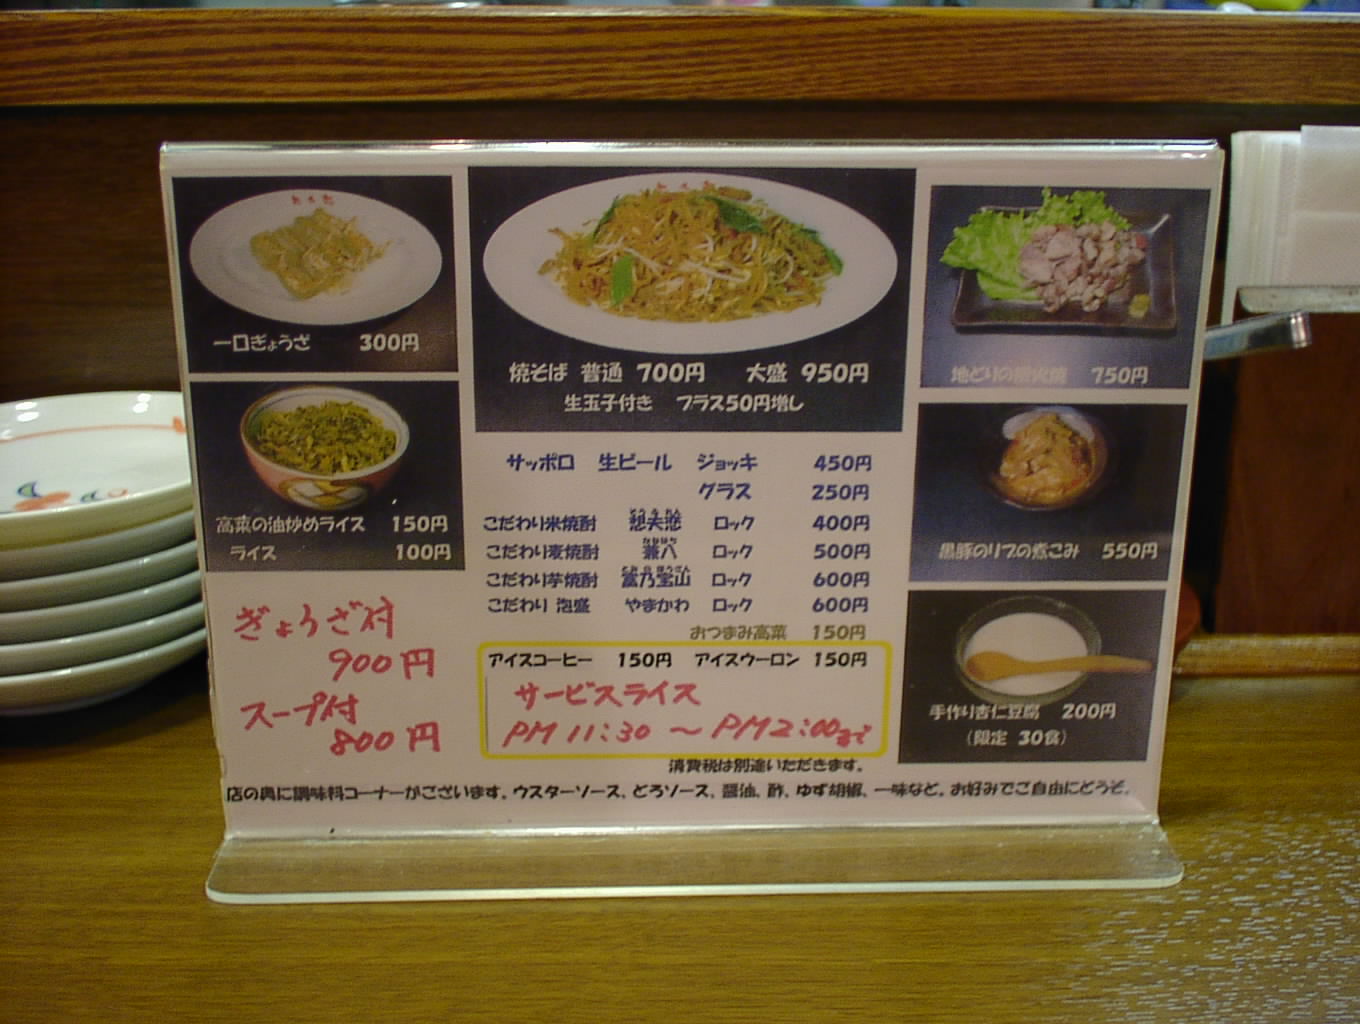 一口ぎょうざ 300円
高菜の油炒めライス 150円
ライス 100円
ぎょうざ付
900円
スープ付
800円
焼そば 普通 700円 大盛 950円
生玉子付き プラス50円増し
サッポロ 生ビール ジョッキ 450円
グラス 250円
こだわり米焼酎 想夫恋 ロック 400円
こだわり麦焼酎 兼八 ロック 500円
こだわり芋焼酎 富乃宝山 ロック 600円
こだわり 泡盛 やまかわ ロック 600円
おつまみ高菜 150円
アイスコーヒー 150円 アイスウーロン 150円
サービスライス
PM 11:30 〜 PM2:00まで
消費税は別途いただきます。
地どりの炭火焼 750円
黒豚のリブの煮こみ 550円
手作り杏仁豆腐 200円
(限定 30食)
店の奥に調味料コーナーがございます。ウスターソース、どろソース、醤油、酢、ゆず胡椒、一味など。お好みでご自由にどうぞ。